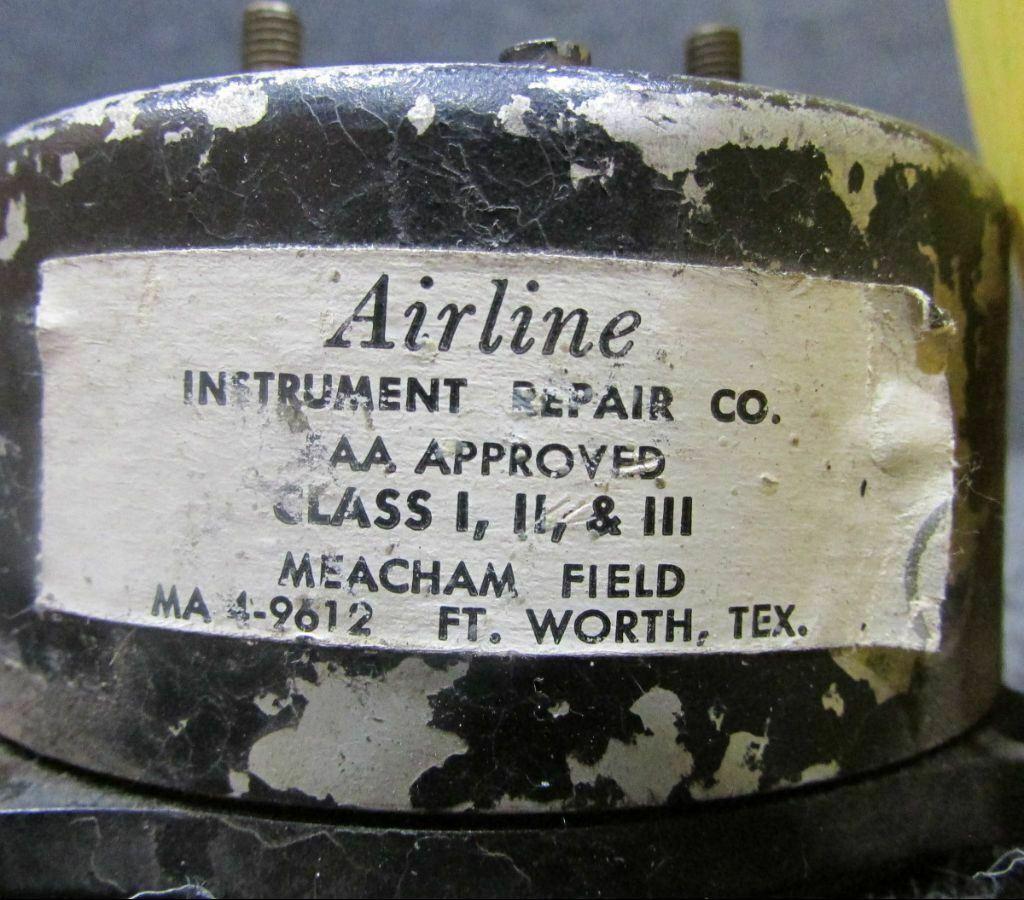 Airline
INSTRUMENT REPAIR CO.
AA APPROVED
CLASS I, II, & III
MEACHAM FIELD
MA 4-9612 FT. WORTH, TEX.